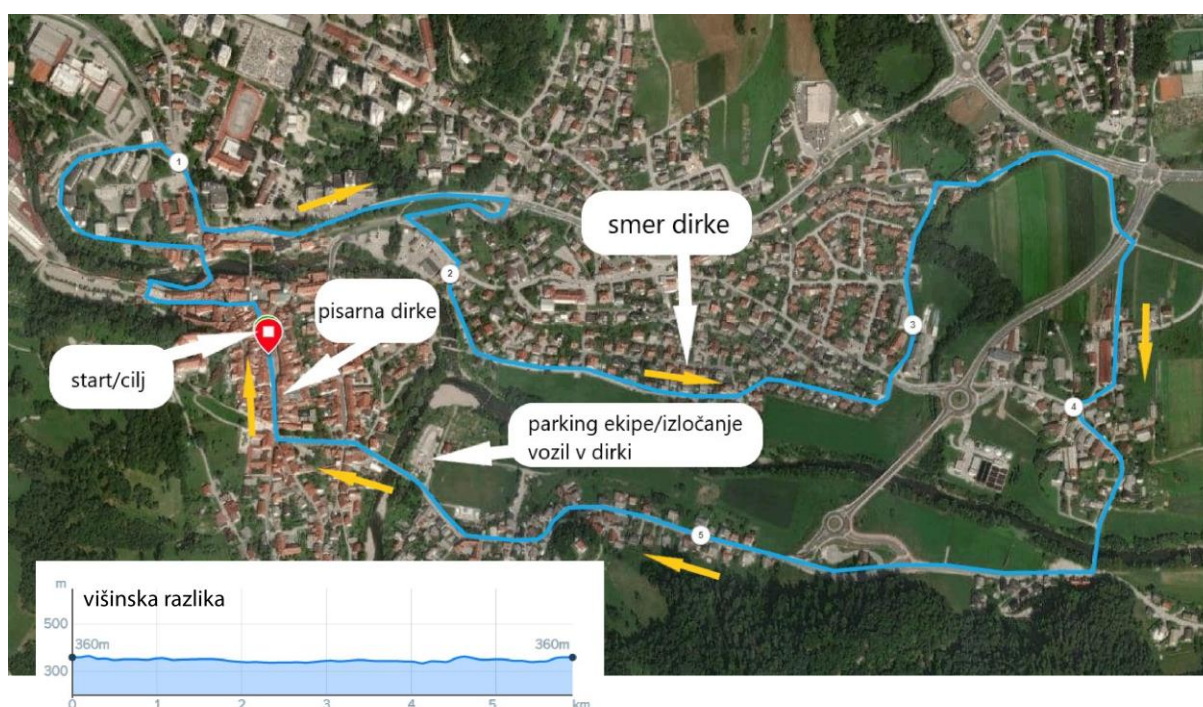 1
smer dirke
2
pisarna dirke
3
start/cilj
parking ekipe/izločanje
vozil v dirki
4
5
m
višinska razlika
500
360m
360m
300
0 1 2 3 4 5 km